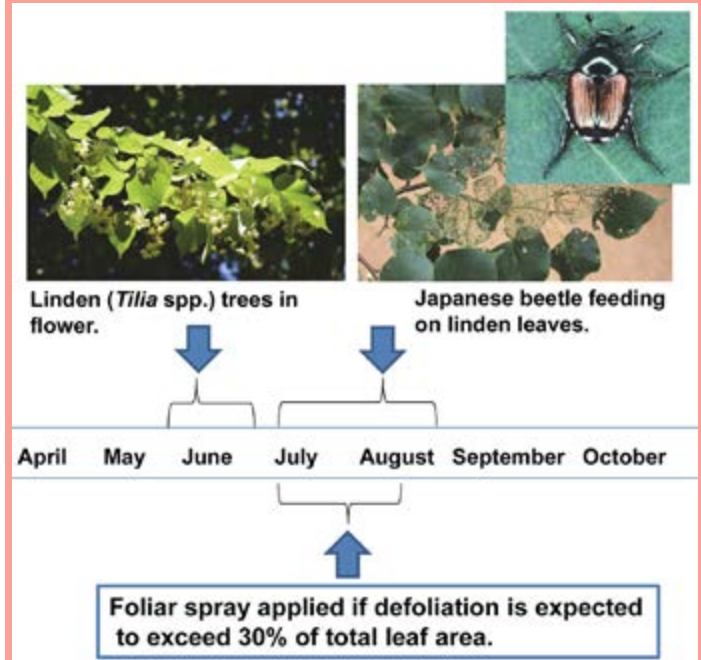 Linden (Tilia spp.) trees in
flower.
Japanese beetle feeding
on linden leaves.
April May June July August September October
Foliar spray applied if defoliation is expected
to exceed 30% of total leaf area.